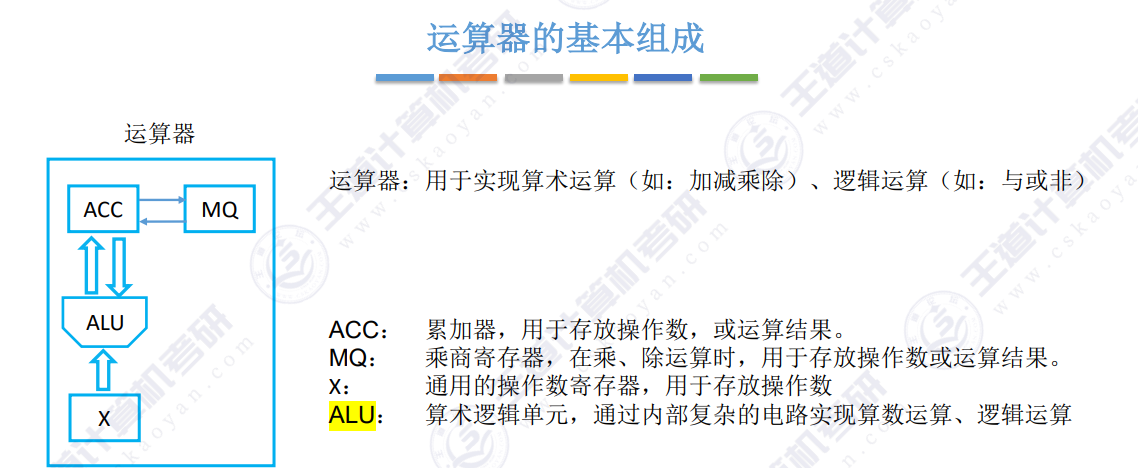 运算器的基本组成
运算器
运算器：用于实现算术运算（如：加减乘除）、逻辑运算（如：与或非）
ACC
MQ
ALU
X
ACC： 累加器，用于存放操作数，或运算结果。
MQ： 乘商寄存器，在乘、除运算时，用于存放操作数或运算结果。
X： 通用的操作数寄存器，用于存放操作数
ALU： 算术逻辑单元，通过内部复杂的电路实现算数运算、逻辑运算
王道计算机考研
www.cskaoyan.com